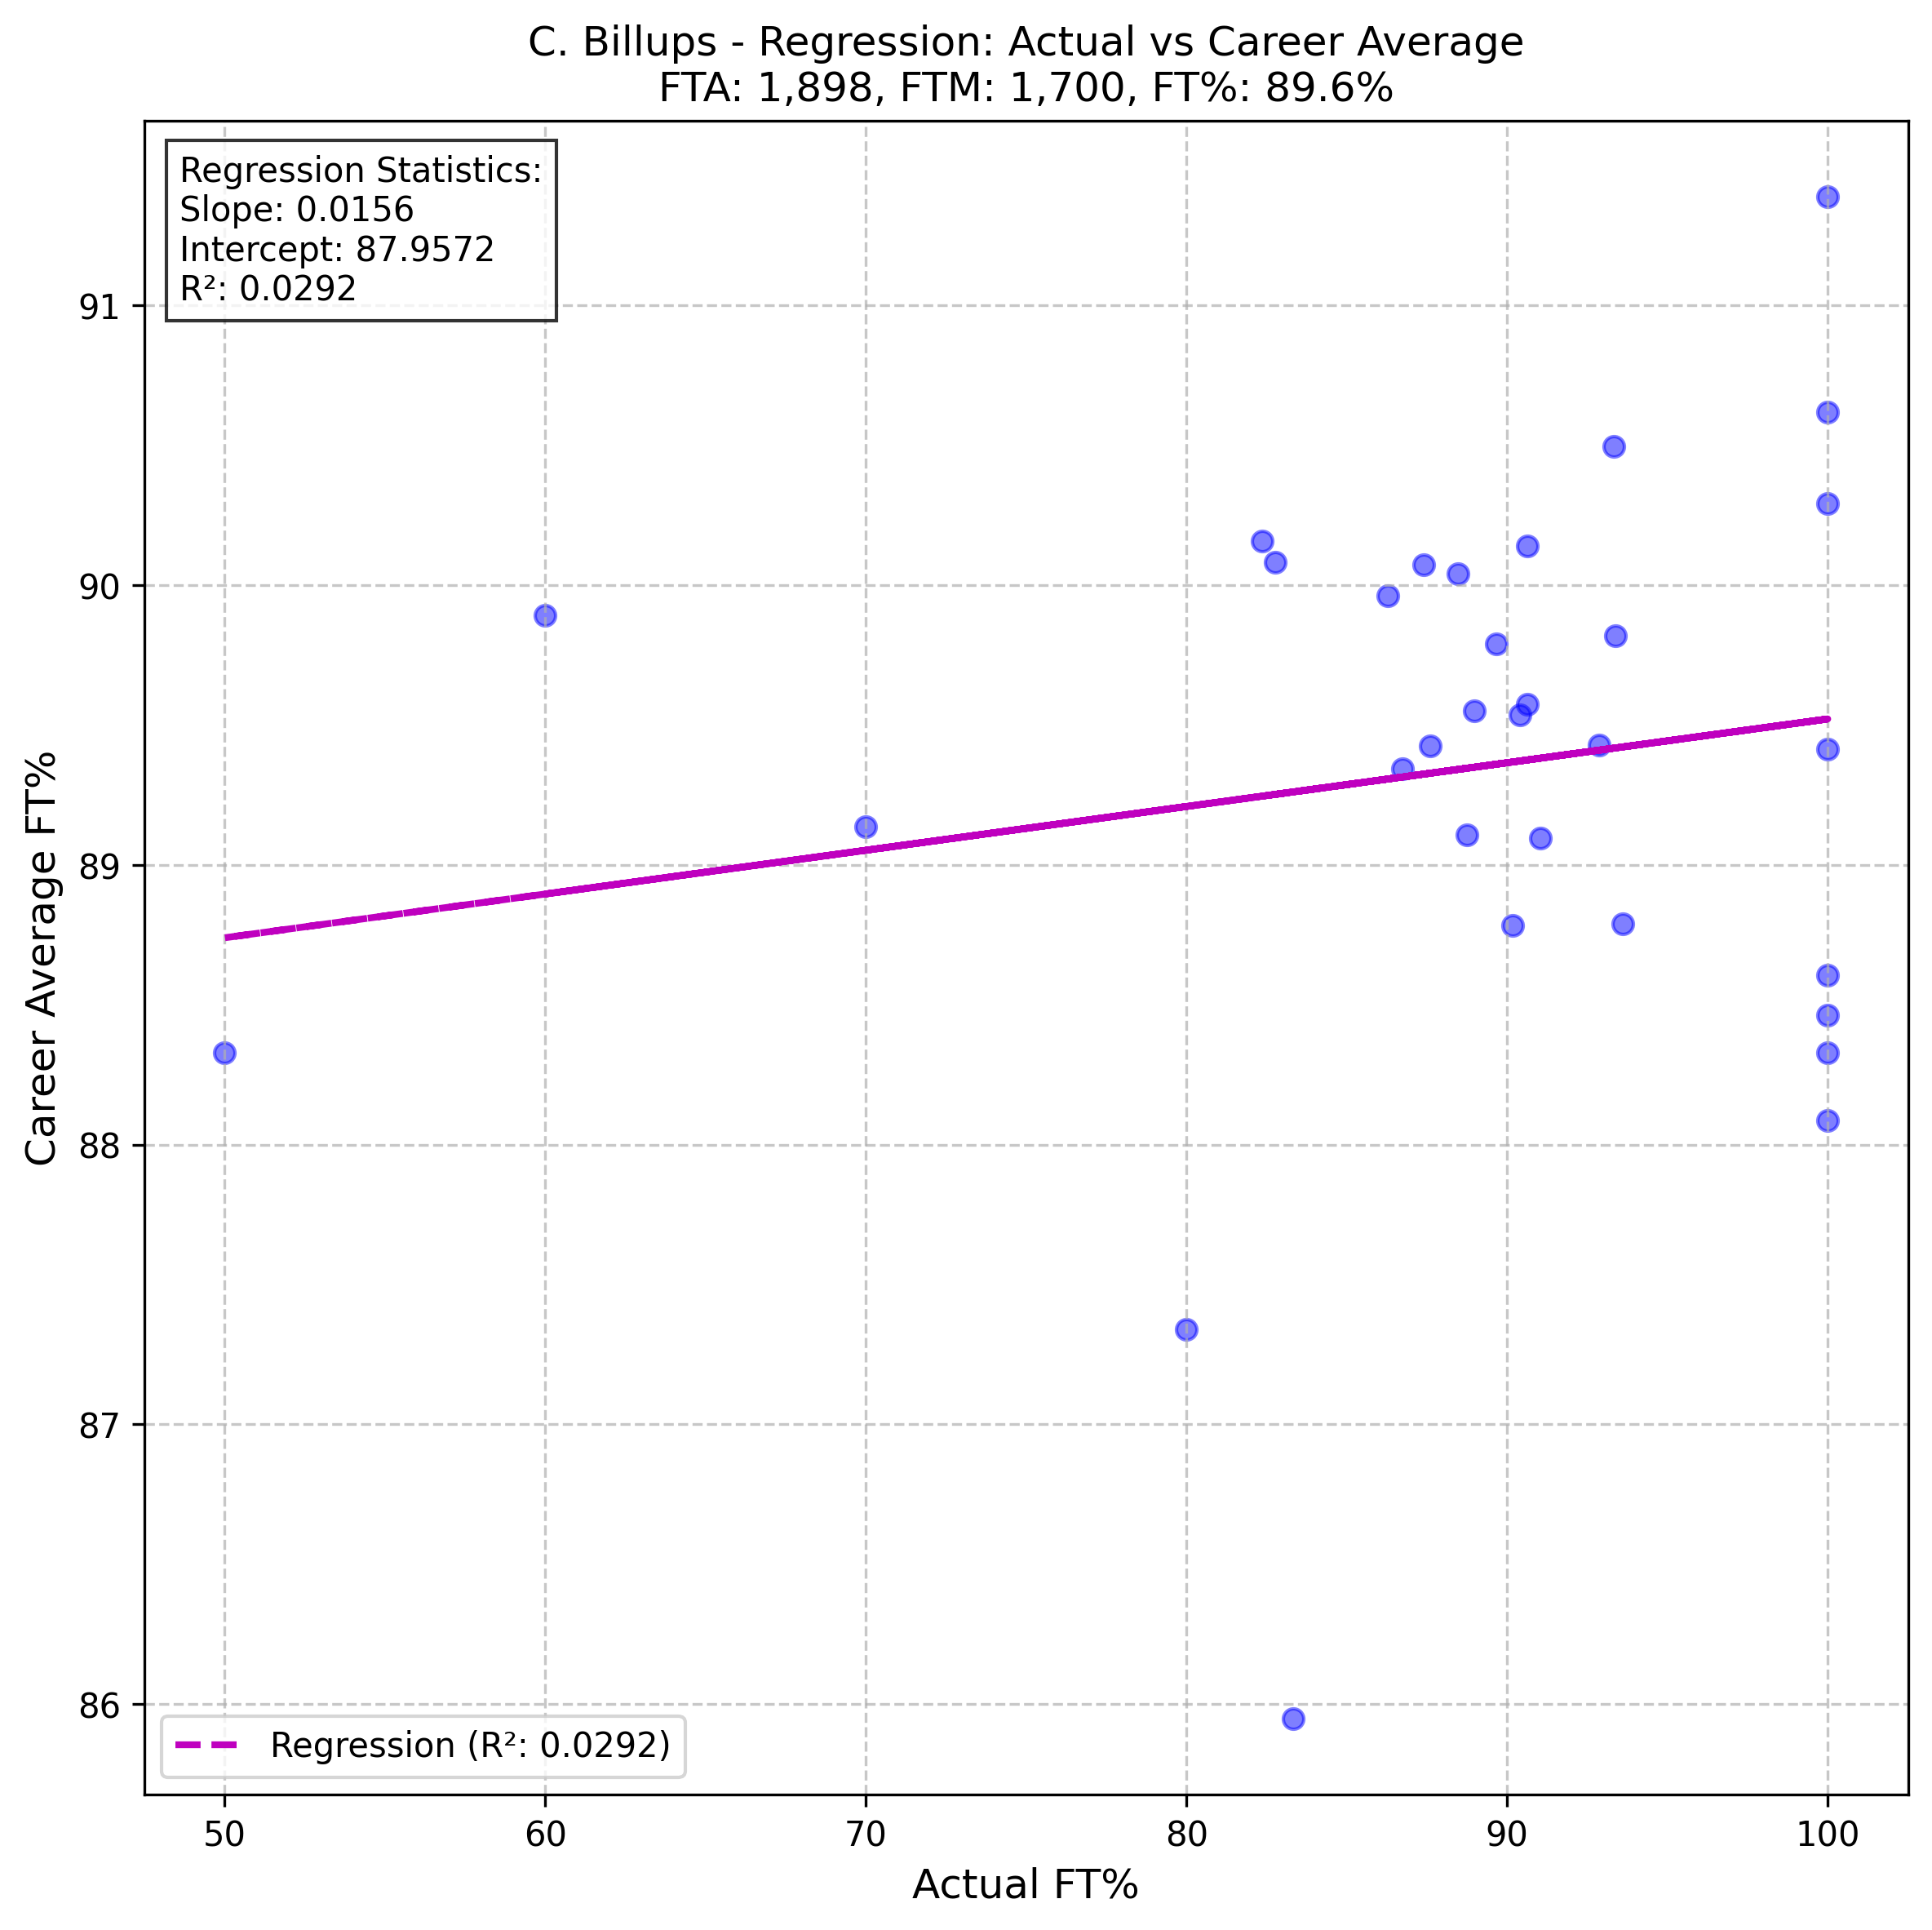 C. Billups - Regression: Actual vs Career Average
FTA: 1,898, FTM: 1,700, FT%: 89.6%
Regression Statistics:
Slope: 0.0156
Intercept: 87.9572
R²: 0.0292
91
90
89
88
87
86
Career Average FT%
Regression (R²: 0.0292)
50
60
70
80
90
100
Actual FT%